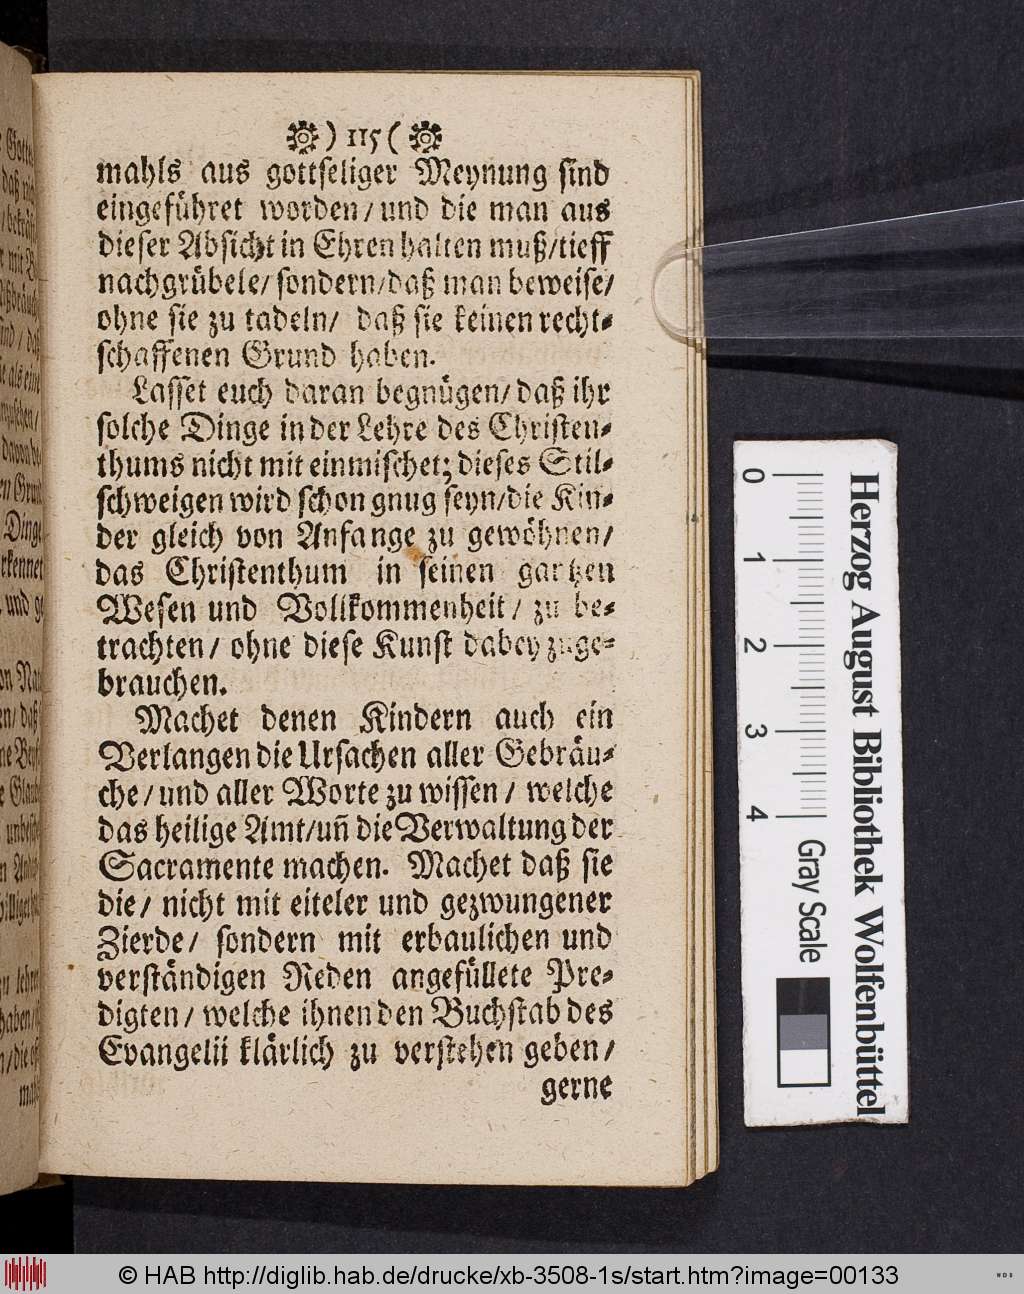 ) 115 (
mahls aus gottseliger Meynung sind
eingeführet worden / und die man aus
dieser Absicht in Ehren halten muß / tieff
nachgrübele / sondern / daß man beweise /
ohne sie zu tadeln / daß sie keinen recht-
schaffenen Grund haben.
Lasset euch daran begnügen / daß ihr
solche Dinge in der Lehre des Christen-
thums nicht mit einmischet; dieses Stil-
schweigen wird schon gnug seyn / die Kin-
der gleich von Anfange zu gewöhnen /
das Christenthum in seinen gantzen
Wesen und Vollkommenheit / zu be-
trachten / ohne diese Kunst dabey zuge-
brauchen.
Machet denen Kindern auch ein
Verlangen die Ursachen aller Gebräu-
che / und aller Worte zu wissen / welche
das heilige Amt / uñ die Verwaltung der
Sacramente machen. Machet daß sie
die / nicht mit eiteler und gezwungener
Zierde / sondern mit erbaulichen und
verständigen Reden angefüllete Pre-
digten / welche ihnen den Buchstab des
Evangelii klärlich zu verstehen geben /
gerne
0 1 2 3 4
Gray Scale
Herzog August Bibliothek Wolfenbüttel
© HAB http://diglib.hab.de/drucke/xb-3508-1s/start.htm?image=00133